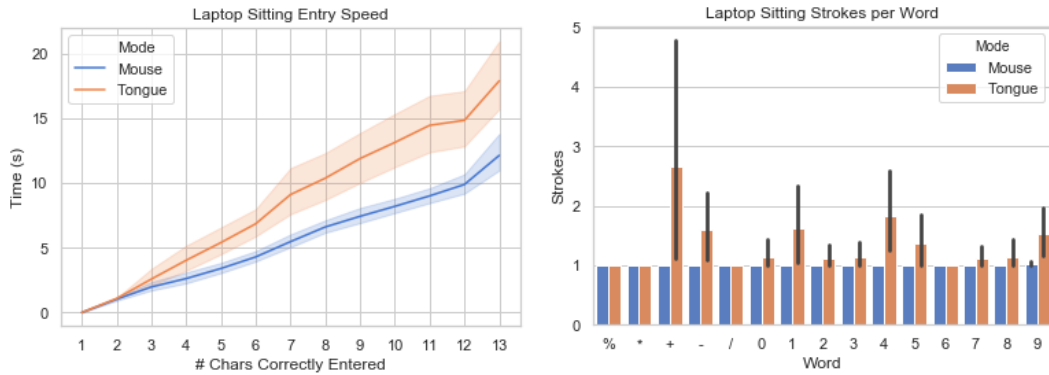 Laptop Sitting Entry Speed
Mode
Mouse
Tongue
20
15
10
5
0
Time (s)
1 2 3 4 5 6 7 8 9 10 11 12 13
# Chars Correctly Entered
Laptop Sitting Strokes per Word
Mode
Mouse
Tongue
5
4
3
2
1
0
Strokes
% * + - / 0 1 2 3 4 5 6 7 8 9
Word